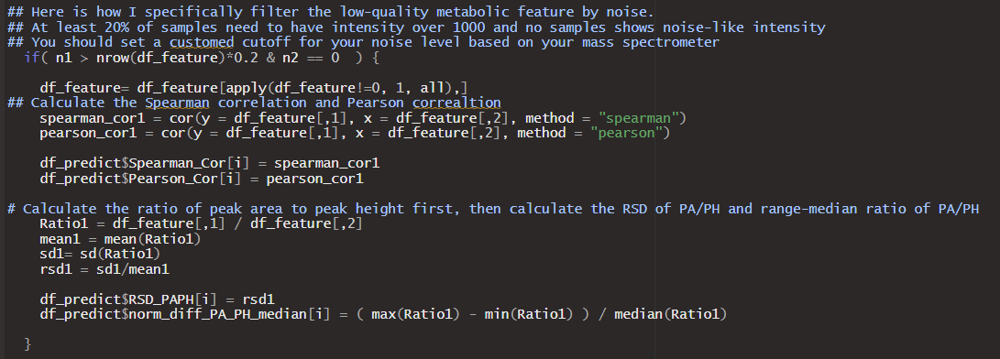 ## Here is how I specifically filter the low-quality metabolic feature by noise.
## At least 20% of samples need to have intensity over 1000 and no samples shows noise-like intensity
## You should set a customed cutoff for your noise level based on your mass spectrometer
if( n1 > nrow(df_feature)*0.2 & n2 == 0  ) {
df_feature= df_feature[apply(df_feature!=0, 1, all),]
## Calculate the Spearman correlation and Pearson correaltion
spearman_cor1 = cor(y = df_feature[,1], x = df_feature[,2], method = "spearman")
pearson_cor1 = cor(y = df_feature[,1], x = df_feature[,2], method = "pearson")
df_predict$Spearman_Cor[i] = spearman_cor1
df_predict$Pearson_Cor[i] = pearson_cor1
# Calculate the ratio of peak area to peak height first, then calculate the RSD of PA/PH and range-median ratio of PA/PH
Ratio1 = df_feature[,1] / df_feature[,2]
mean1 = mean(Ratio1)
sd1= sd(Ratio1)
rsd1 = sd1/mean1
df_predict$RSD_PAPH[i] = rsd1
df_predict$norm_diff_PA_PH_median[i] = ( max(Ratio1) - min(Ratio1) ) / median(Ratio1)
}